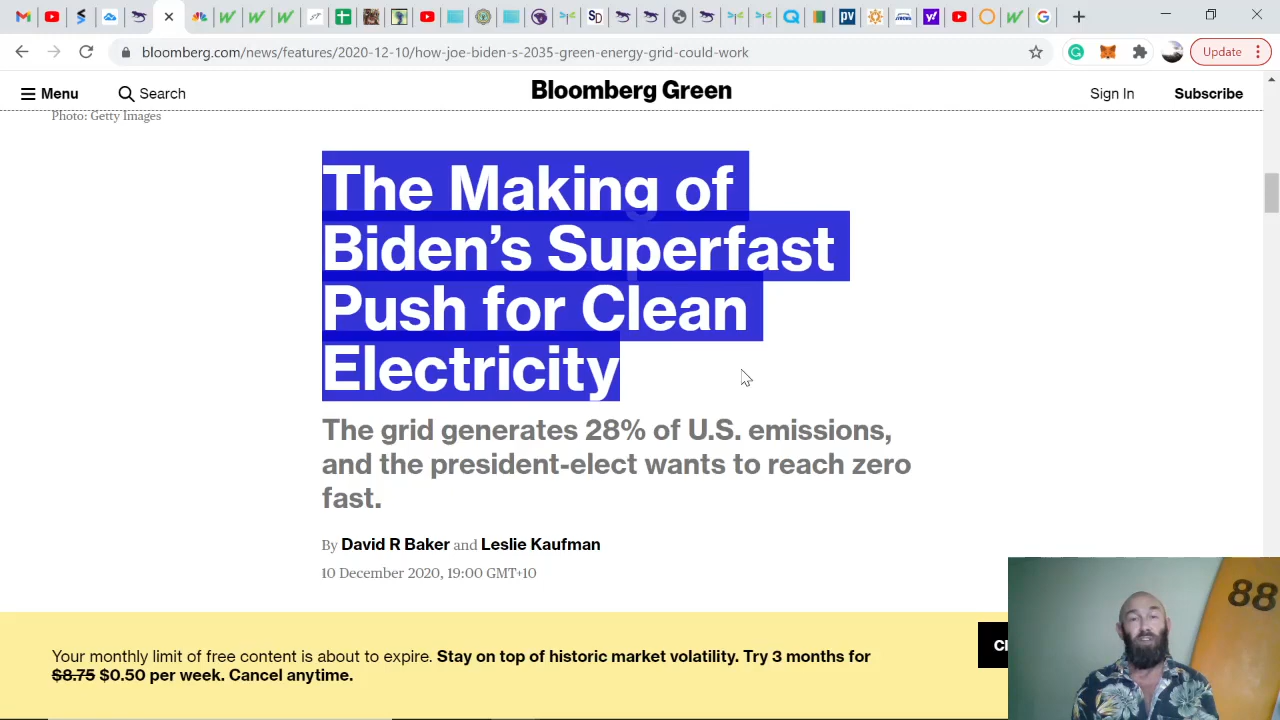 Update
bloomberg.com/news/features/2020-12-10/how-joe-biden-s-2035-green-energy-grid-could-work
Menu
Search
Bloomberg Green
Sign In
Subscribe
Photo: Getty Images
The Making of
Biden’s Superfast
Push for Clean
Electricity
The grid generates 28% of U.S. emissions,
and the president-elect wants to reach zero
fast.
By David R Baker and Leslie Kaufman
10 December 2020, 19:00 GMT+10
Your monthly limit of free content is about to expire. Stay on top of historic market volatility. Try 3 months for
$8.75 $0.50 per week. Cancel anytime.
88